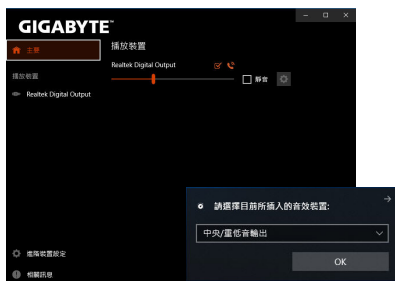 GIGABYTE™
主要
播放裝置
Realtek Digital Output
播放裝置
Realtek Digital Output
靜音
請選擇目前所插入的音效裝置:
中央/重低音輸出
OK
進階裝置設定
相關訊息